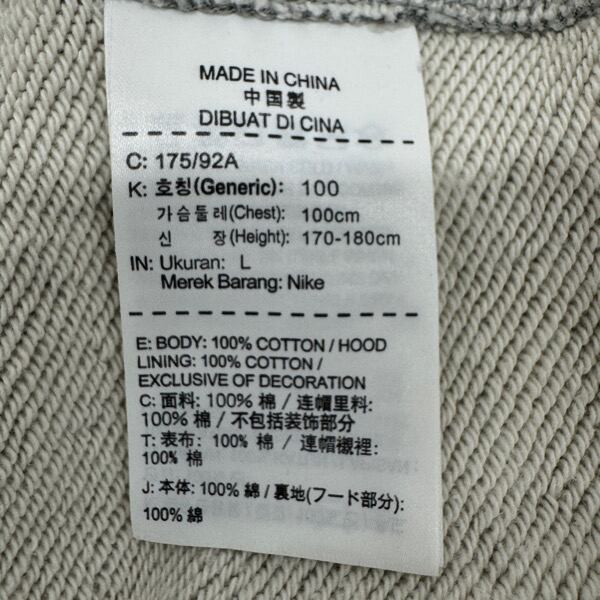 MADE IN CHINA
中国製
DIBUAT DI CINA
C: 175/92A
K: 호칭(Generic): 100
가슴둘레(Chest): 100cm
신 장(Height): 170-180cm
IN: Ukuran: L
Merek Barang: Nike
E: BODY: 100% COTTON / HOOD
LINING: 100% COTTON /
EXCLUSIVE OF DECORATION
C: 面料: 100% 棉 / 连帽里料:
100% 棉 / 不包括装饰部分
T: 表布: 100% 棉 / 連帽襯裡:
100% 棉
J: 本体: 100% 綿 / 裏地(フード部分):
100% 綿